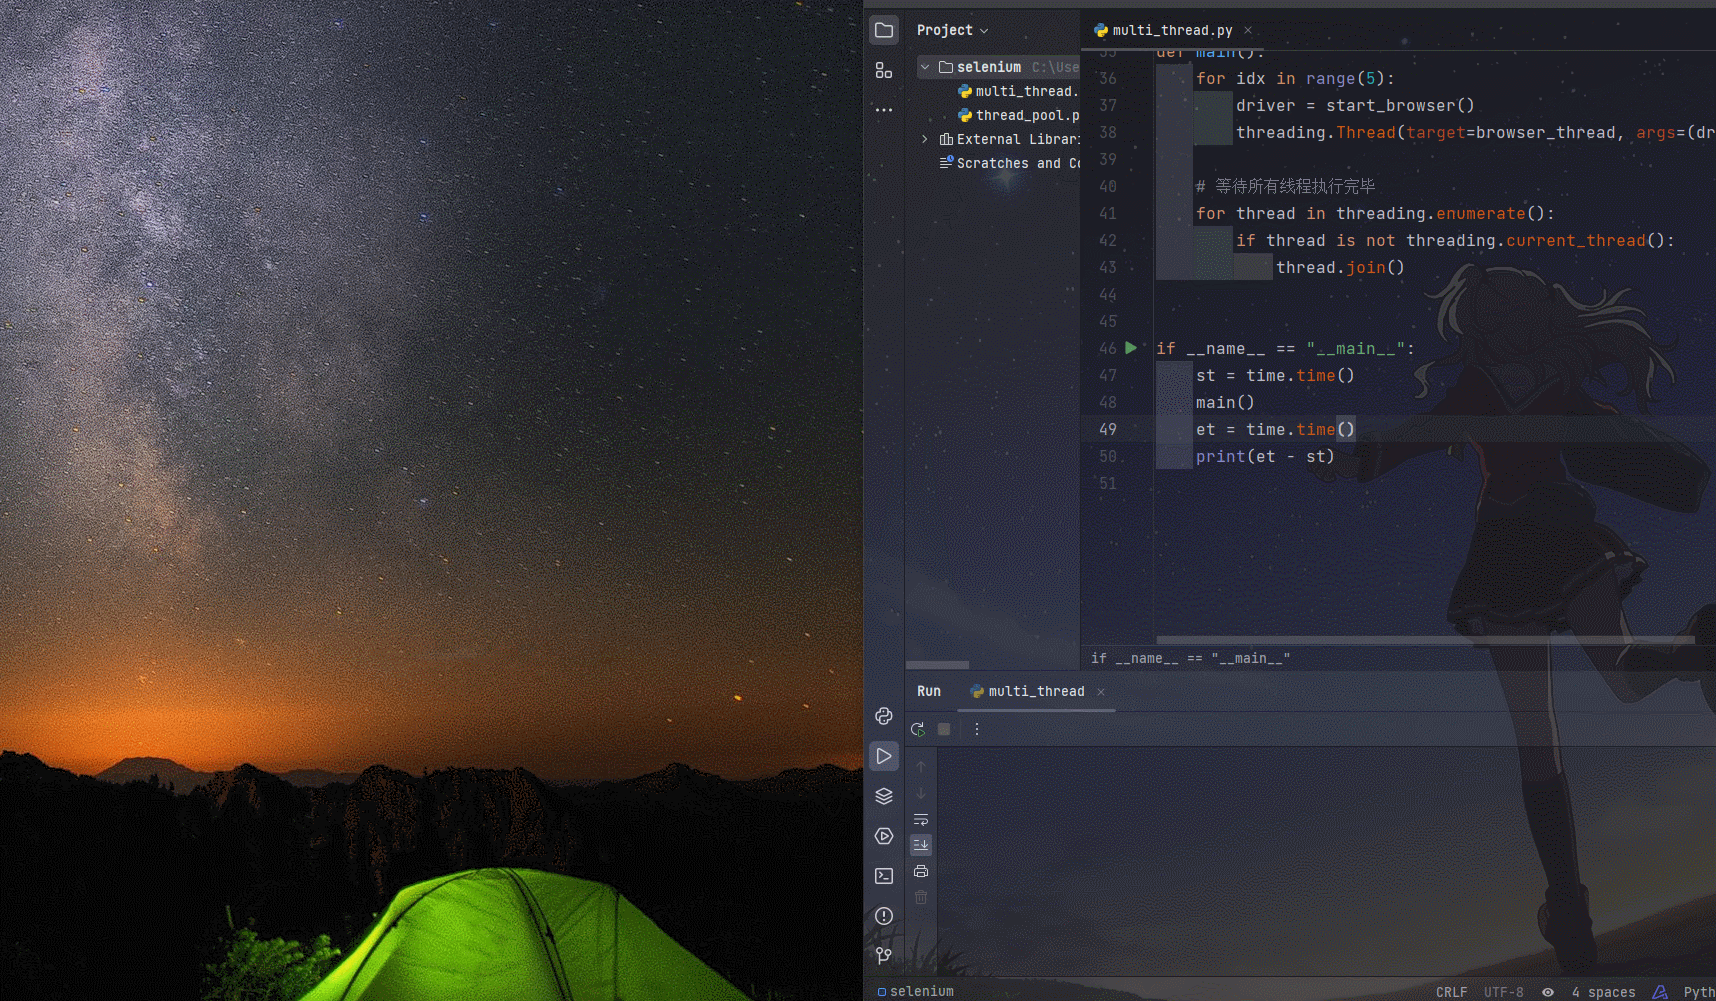 Project
multi_thread.py
selenium C:\Use
multi_thread.
thread_pool.p
External Librari
Scratches and Co
35 def main():
36 for idx in range(5):
37 driver = start_browser()
38 threading.Thread(target=browser_thread, args=(dr
39
40 # 等待所有线程执行完毕
41 for thread in threading.enumerate():
42 if thread is not threading.current_thread():
43 thread.join()
44
45
46 if __name__ == "__main__":
47 st = time.time()
48 main()
49 et = time.time()
50 print(et - st)
51
if __name__ == "__main__"
Run multi_thread
selenium
CRLF UTF-8 4 spaces Pyth